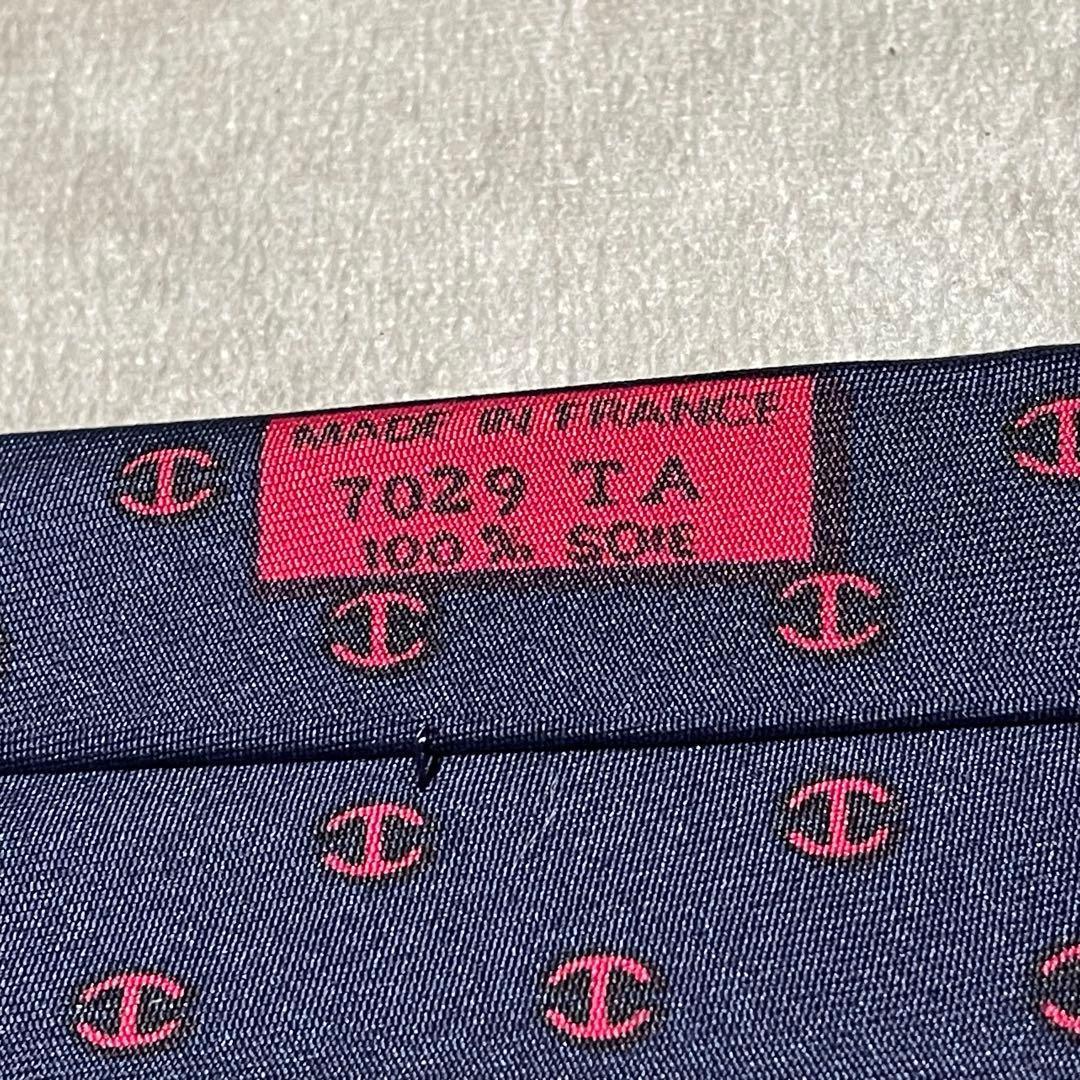 MADE IN FRANCE
7029 TA
100% SOIE